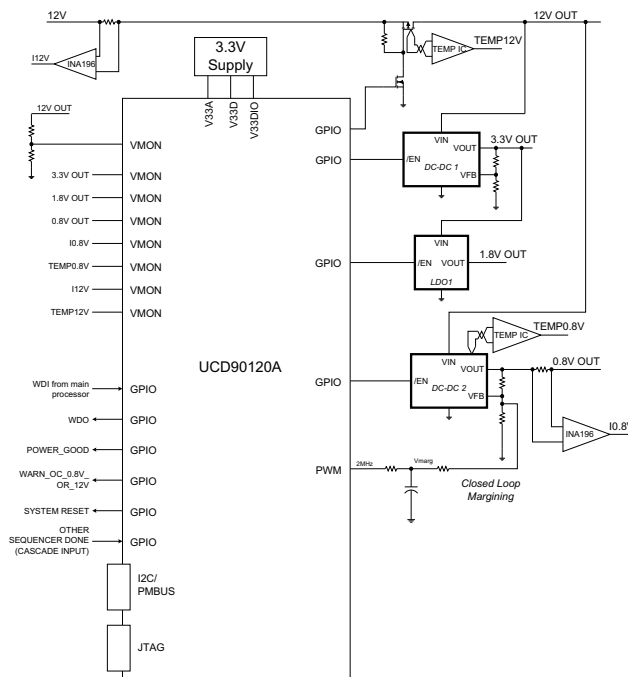 12V
12V OUT
I12V
INA196
3.3V
Supply
TEMP IC
TEMP12V
V33A
V33D
V33DIO
12V OUT
GPIO
VMON
GPIO
VIN
VOUT
3.3V OUT
/EN
DC-DC 1
VFB
3.3V OUT
VMON
1.8V OUT
VMON
0.8V OUT
VMON
I0.8V
VMON
TEMP0.8V
VMON
I12V
VMON
TEMP12V
VMON
GPIO
VIN
/EN
VOUT
1.8V OUT
LDO1
UCD90120A
TEMP IC
TEMP0.8V
VIN
VOUT
0.8V OUT
GPIO
/EN
DC-DC 2
VFB
INA196
I0.8V
WDI from main
processor
GPIO
WDO
GPIO
POWER_GOOD
GPIO
WARN_OC_0.8V_
OR_12V
GPIO
SYSTEM RESET
GPIO
OTHER
SEQUENCER DONE
(CASCADE INPUT)
GPIO
PWM
2MHz
Vmarg
Closed Loop
Margining
I2C/
PMBUS
JTAG